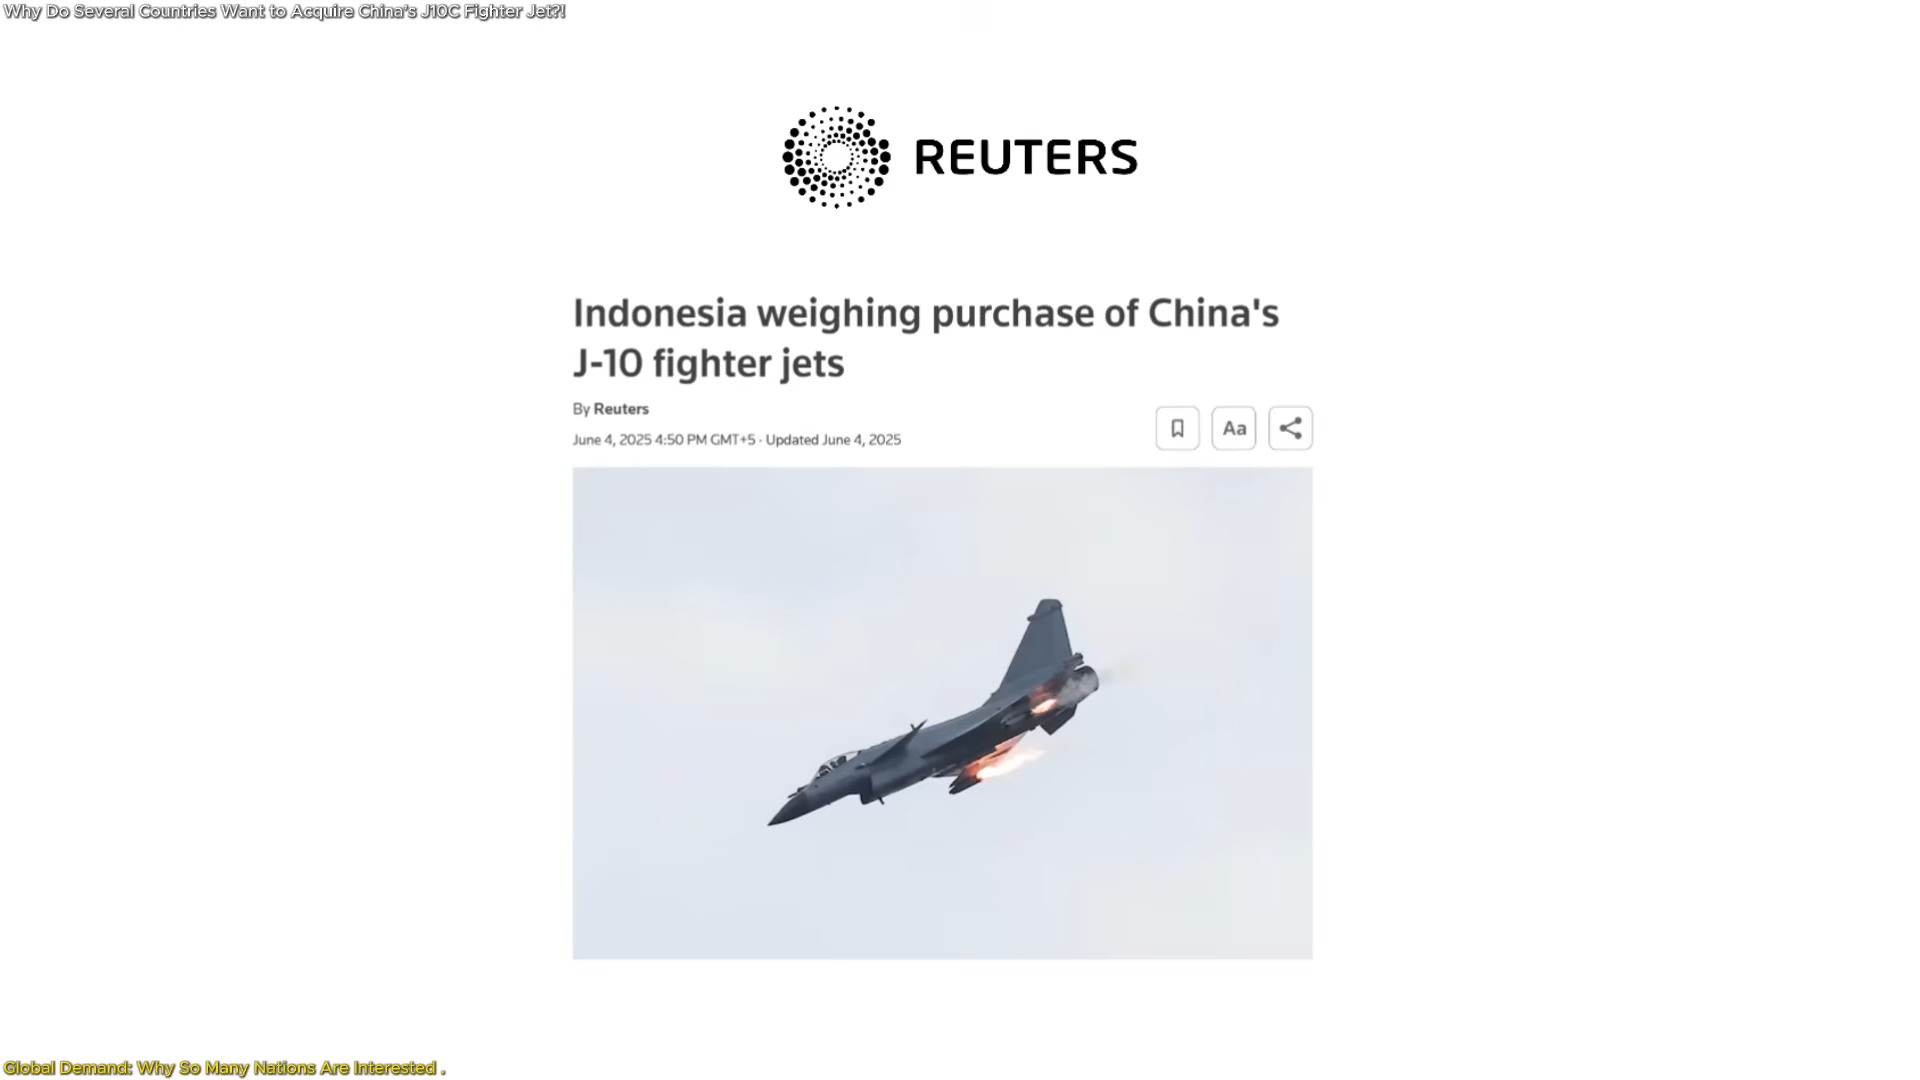 Why Do Several Countries Want to Acquire China's J10C Fighter Jet?!
REUTERS
Indonesia weighing purchase of China's
J-10 fighter jets
By Reuters
June 4, 2025 4:50 PM GMT+5 · Updated June 4, 2025
Aa
Global Demand: Why So Many Nations Are Interested .